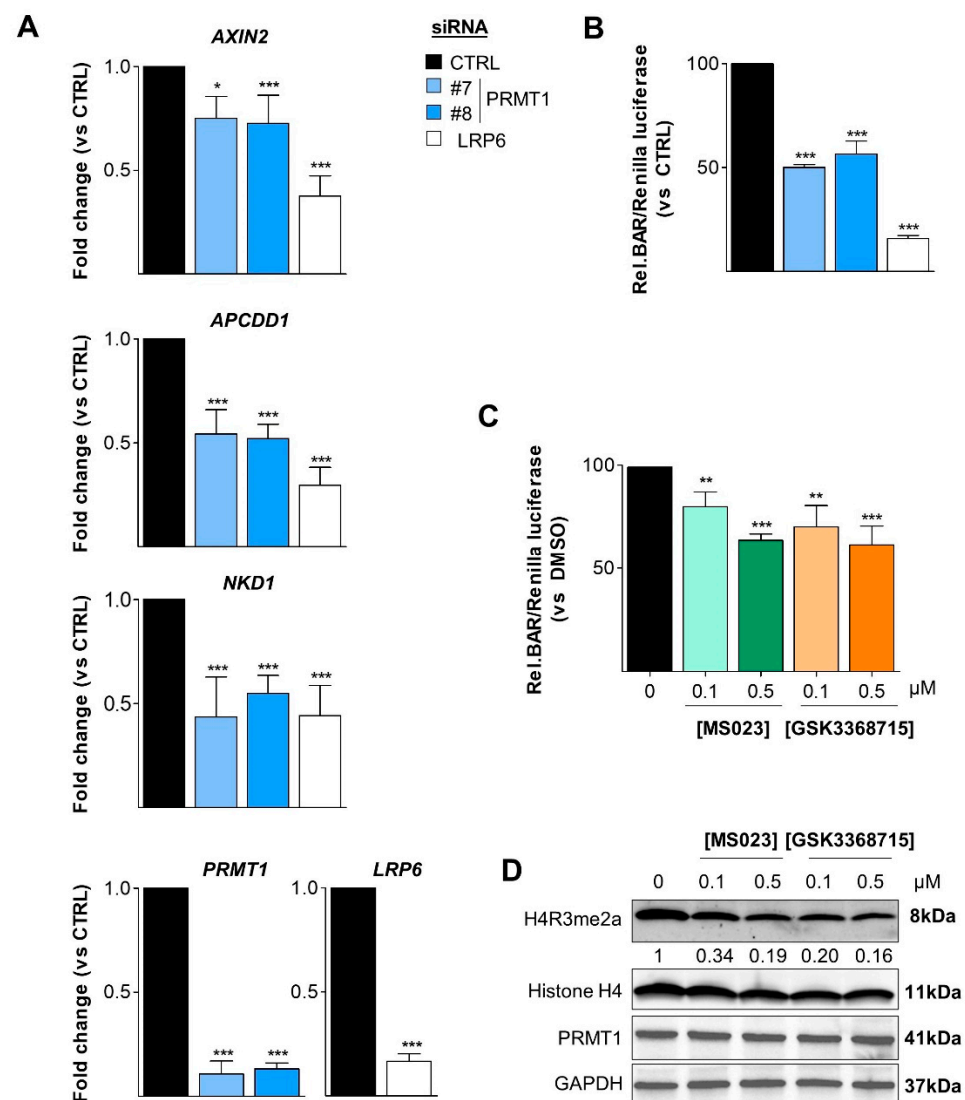 A
AXIN2
Fold change (vs CTRL)
1.0
0.5
*
***
***
siRNA
CTRL
#7
#8
PRMT1
LRP6
APCDD1
Fold change (vs CTRL)
1.0
0.5
***
***
***
NKD1
Fold change (vs CTRL)
1.0
0.5
***
***
***
PRMT1
Fold change (vs CTRL)
1.0
0.5
***
***
LRP6
1.0
0.5
***
B
Rel.BAR/Renilla luciferase
(vs CTRL)
100
50
***
***
***
C
Rel.BAR/Renilla luciferase
(vs DMSO)
100
50
**
***
**
***
0 0.1 0.5 0.1 0.5 µM
[MS023] [GSK3368715]
D
[MS023] [GSK3368715]
0 0.1 0.5 0.1 0.5 µM
H4R3me2a 8kDa
1 0.34 0.19 0.20 0.16
Histone H4 11kDa
PRMT1 41kDa
GAPDH 37kDa